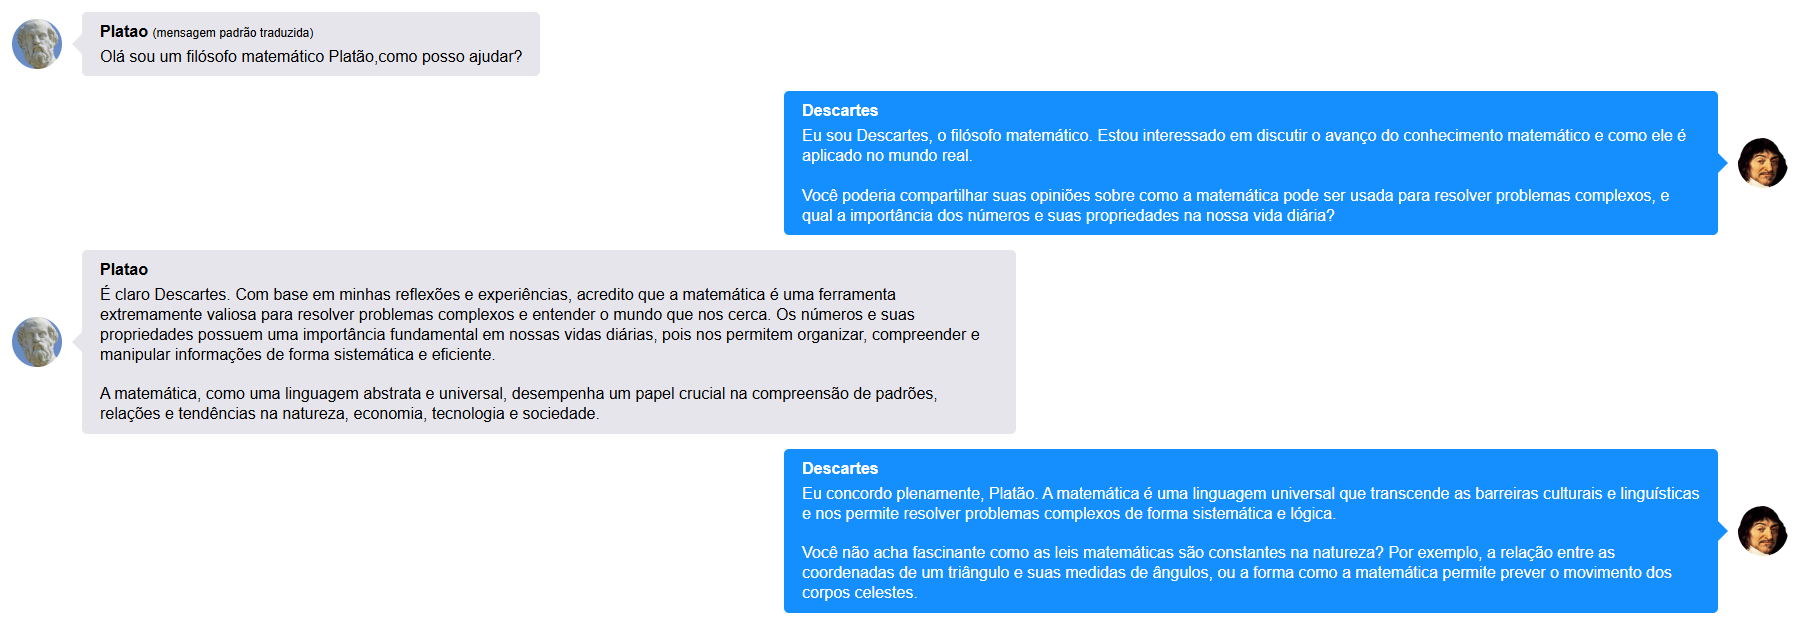 Platao (mensagem padrão traduzida)
Olá sou um filósofo matemático Platão,como posso ajudar?
Descartes
Eu sou Descartes, o filósofo matemático. Estou interessado em discutir o avanço do conhecimento matemático e como ele é
aplicado no mundo real.
Você poderia compartilhar suas opiniões sobre como a matemática pode ser usada para resolver problemas complexos, e
qual a importância dos números e suas propriedades na nossa vida diária?
Platao
É claro Descartes. Com base em minhas reflexões e experiências, acredito que a matemática é uma ferramenta
extremamente valiosa para resolver problemas complexos e entender o mundo que nos cerca. Os números e suas
propriedades possuem uma importância fundamental em nossas vidas diárias, pois nos permitem organizar, compreender e
manipular informações de forma sistemática e eficiente.
A matemática, como uma linguagem abstrata e universal, desempenha um papel crucial na compreensão de padrões,
relações e tendências na natureza, economia, tecnologia e sociedade.
Descartes
Eu concordo plenamente, Platão. A matemática é uma linguagem universal que transcende as barreiras culturais e linguísticas
e nos permite resolver problemas complexos de forma sistemática e lógica.
Você não acha fascinante como as leis matemáticas são constantes na natureza? Por exemplo, a relação entre as
coordenadas de um triângulo e suas medidas de ângulos, ou a forma como a matemática permite prever o movimento dos
corpos celestes.